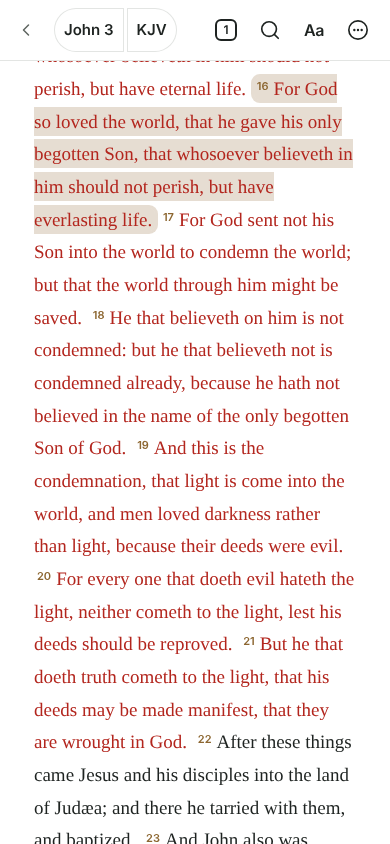 John 3
KJV
1
Aa
whosoever believeth in him should not
perish, but have eternal life. 16 For God
so loved the world, that he gave his only
begotten Son, that whosoever believeth in
him should not perish, but have
everlasting life. 17 For God sent not his
Son into the world to condemn the world;
but that the world through him might be
saved. 18 He that believeth on him is not
condemned: but he that believeth not is
condemned already, because he hath not
believed in the name of the only begotten
Son of God. 19 And this is the
condemnation, that light is come into the
world, and men loved darkness rather
than light, because their deeds were evil.
20 For every one that doeth evil hateth the
light, neither cometh to the light, lest his
deeds should be reproved. 21 But he that
doeth truth cometh to the light, that his
deeds may be made manifest, that they
are wrought in God. 22 After these things
came Jesus and his disciples into the land
of Judæa; and there he tarried with them,
and baptized. 23 And John also was